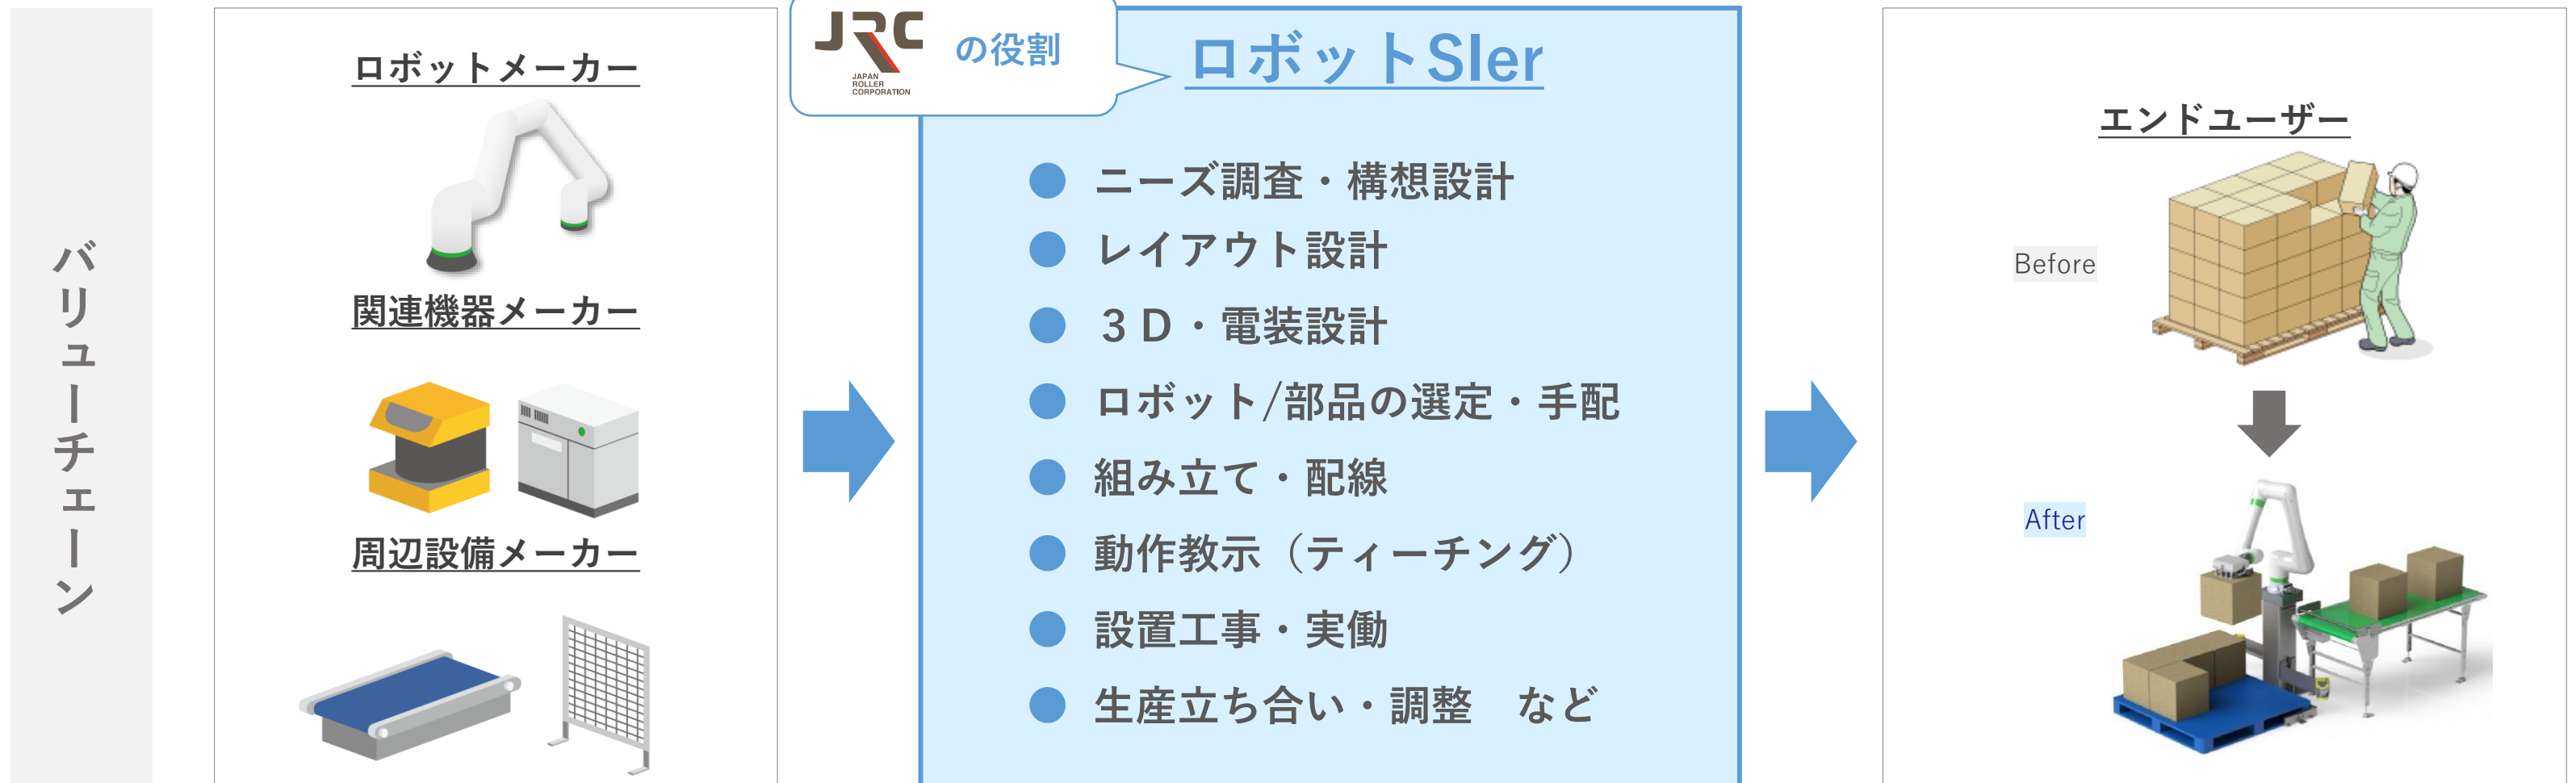 バリューチェーン
ロボットメーカー
関連機器メーカー
周辺設備メーカー
JRC
JAPAN
ROLLER
CORPORATION
の役割
ロボットSIer
● ニーズ調査・構想設計
● レイアウト設計
● ３Ｄ・電装設計
● ロボット/部品の選定・手配
● 組み立て・配線
● 動作教示（ティーチング）
● 設置工事・実働
● 生産立ち合い・調整　など
エンドユーザー
Before
After